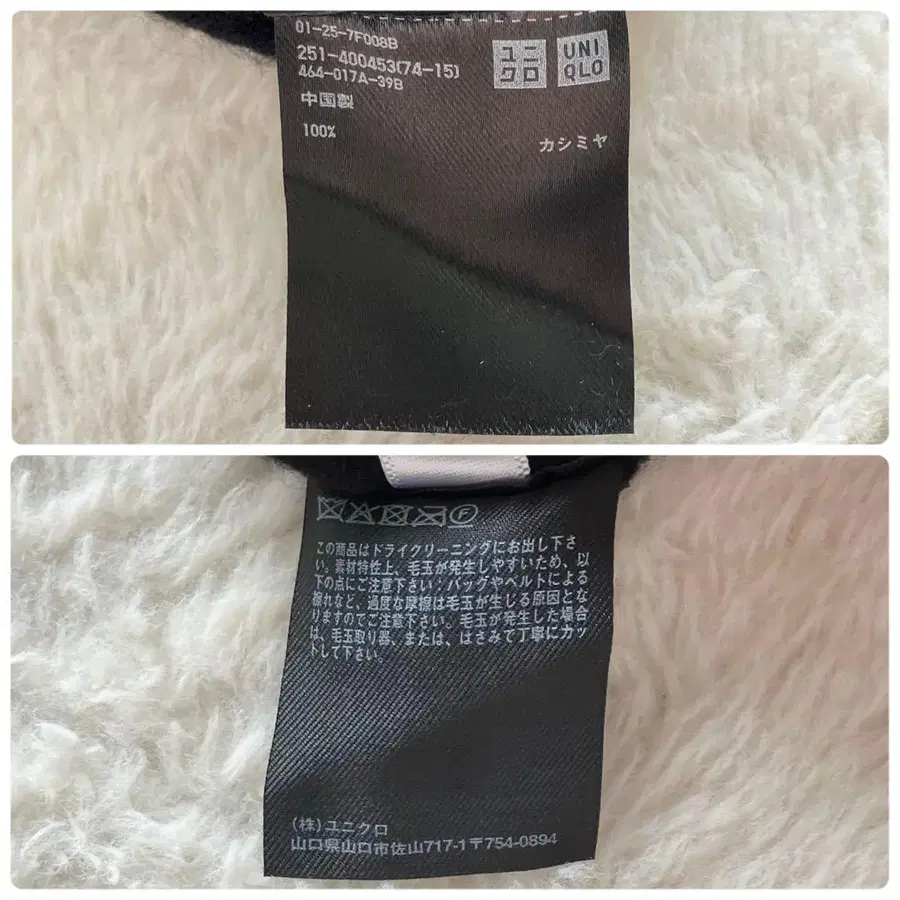 01-25-7F008B
251-400453(74-15)
464-017A-39B
中国製
100% カシミヤ
ユニ
クロ
UNI
QLO
F
この商品はドライクリーニングにお出し下さ
い。素材特性上、毛玉が発生しやすいため、以
下の点にご注意下さい:バッグやベルトによる
擦れなど、過度な摩擦は毛玉が生じる原因とな
りますのでご注意下さい。毛玉が発生した場合
は、毛玉取り器、または、はさみで丁寧にカッ
トして下さい。
(株)ユニクロ
山口県山口市佐山717-1〒754-0894